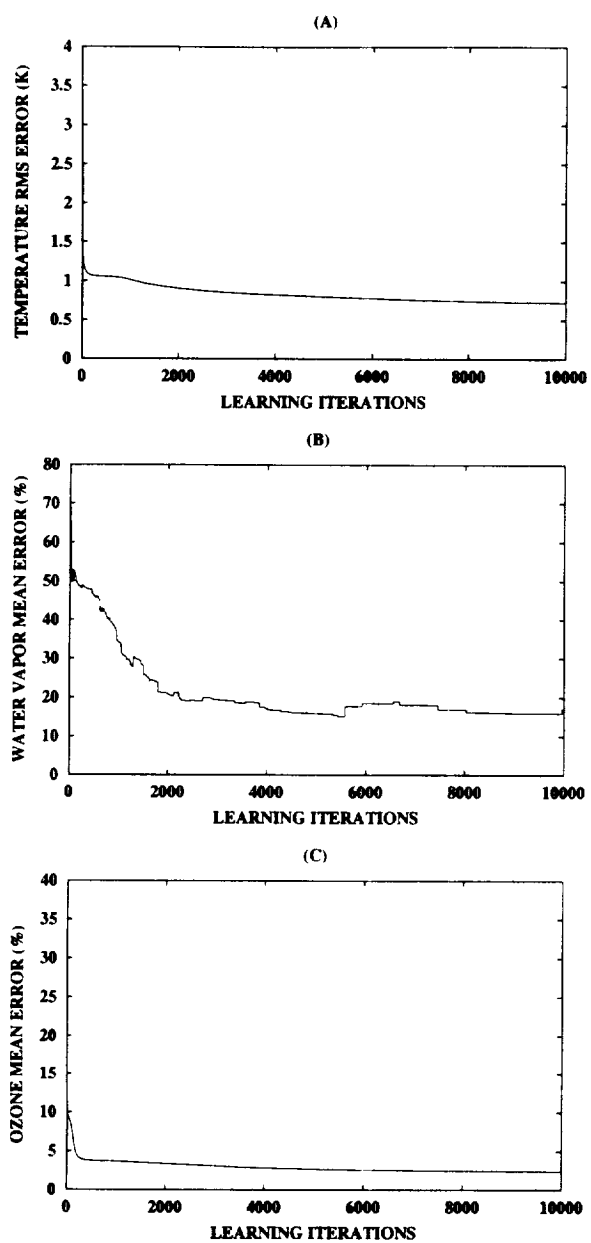 (A)
TEMPERATURE RMS ERROR (K)
4
3.5
3
2.5
2
1.5
1
0.5
0
0 2000 4000 6000 8000 10000
LEARNING ITERATIONS
(B)
WATER VAPOR MEAN ERROR (%)
80
70
60
50
40
30
20
10
0
0 2000 4000 6000 8000 10000
LEARNING ITERATIONS
(C)
OZONE MEAN ERROR (%)
40
35
30
25
20
15
10
5
0
0 2000 4000 6000 8000 10000
LEARNING ITERATIONS